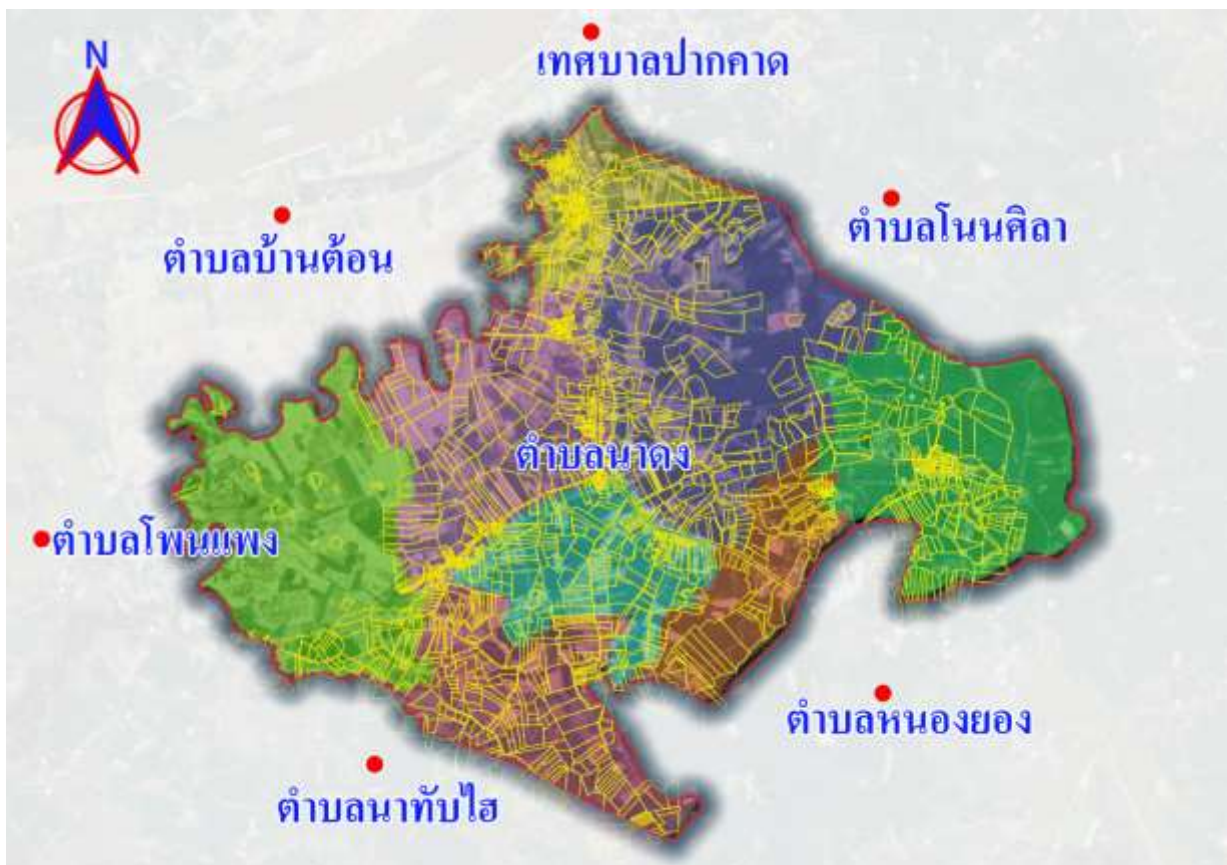 เทศบาลปากคาด
N
ตำบลโนนศิลา
ตำบลบ้านต้อน
ตำบลนาดง
ตำบลโพนแพง
ตำบลหนองยอง
ตำบลนาทับไฮ